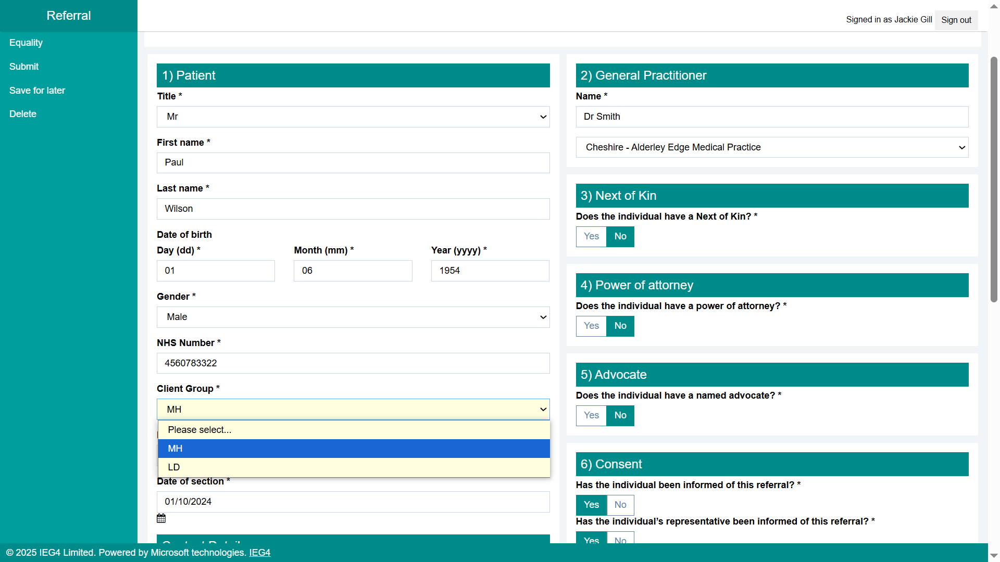 Referral
Signed in as Jackie Gill
Sign out
Equality
Submit
Save for later
Delete
1) Patient
Title *
Mr
First name *
Paul
Last name *
Wilson
Date of birth
Day (dd) *
Month (mm) *
Year (yyyy) *
01
06
1954
Gender *
Male
NHS Number *
4560783322
Client Group *
MH
Please select...
MH
LD
Date of section *
01/10/2024
2) General Practitioner
Name *
Dr Smith
Cheshire - Alderley Edge Medical Practice
3) Next of Kin
Does the individual have a Next of Kin? *
Yes No
4) Power of attorney
Does the individual have a power of attorney? *
Yes No
5) Advocate
Does the individual have a named advocate? *
Yes No
6) Consent
Has the individual been informed of this referral? *
Yes No
Has the individual’s representative been informed of this referral? *
Yes No
© 2025 IEG4 Limited. Powered by Microsoft technologies. IEG4